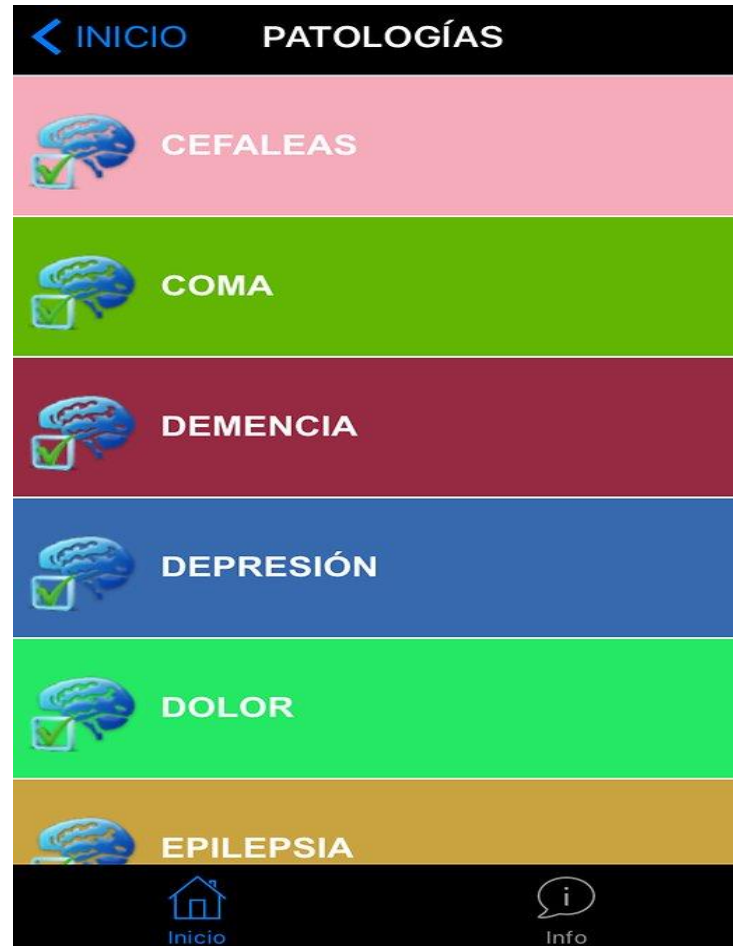 INICIO PATOLOGÍAS
CEFALEAS
COMA
DEMENCIA
DEPRESIÓN
DOLOR
EPILEPSIA
Inicio Info